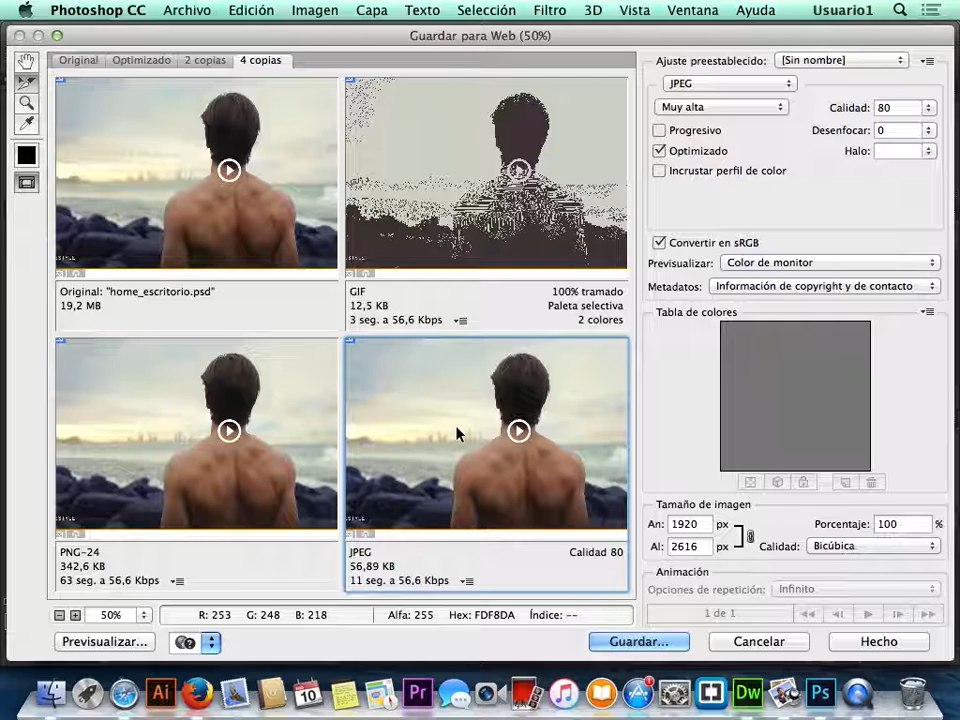 Photoshop CC Archivo Edición Imagen Capa Texto Selección Filtro 3D Vista Ventana Ayuda Usuario1
Guardar para Web (50%)
Original Optimizado 2 copias 4 copias
Original: "home_escritorio.psd"
19,2 MB
GIF 100% tramado
12,5 KB Paleta selectiva
3 seg. a 56,6 Kbps 2 colores
PNG-24
342,6 KB
63 seg. a 56,6 Kbps
JPEG Calidad 80
56,89 KB
11 seg. a 56,6 Kbps
Ajuste preestablecido: [Sin nombre]
JPEG
Muy alta Calidad: 80
Progresivo Desenfocar: 0
Optimizado Halo:
Incrustar perfil de color
Convertir en sRGB
Previsualizar: Color de monitor
Metadatos: Información de copyright y de contacto
Tabla de colores
Tamaño de imagen
An: 1920 px Porcentaje: 100 %
Al: 2616 px Calidad: Bicúbica
Animación
Opciones de repetición: Infinito
1 de 1
50% R: 253 G: 248 B: 218 Alfa: 255 Hex: FDF8DA Índice: --
Previsualizar... Guardar... Cancelar Hecho
Ai 10 Pr Dw Ps